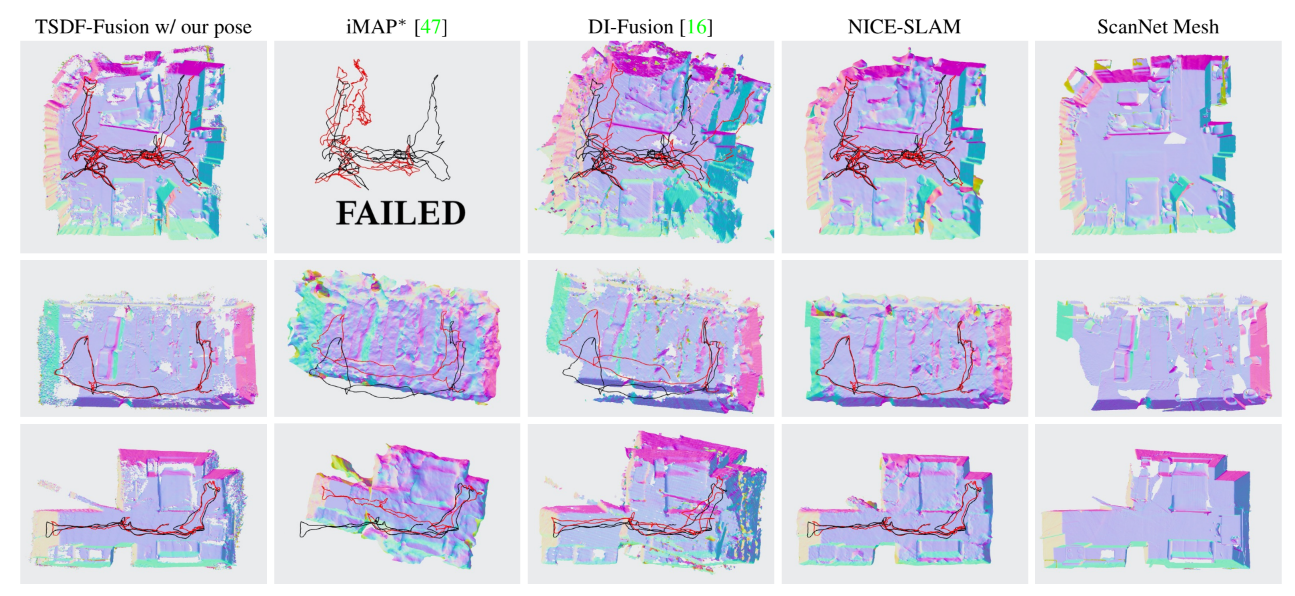 TSDF-Fusion w/ our pose iMAP* [47] DI-Fusion [16] NICE-SLAM ScanNet Mesh
FAILED